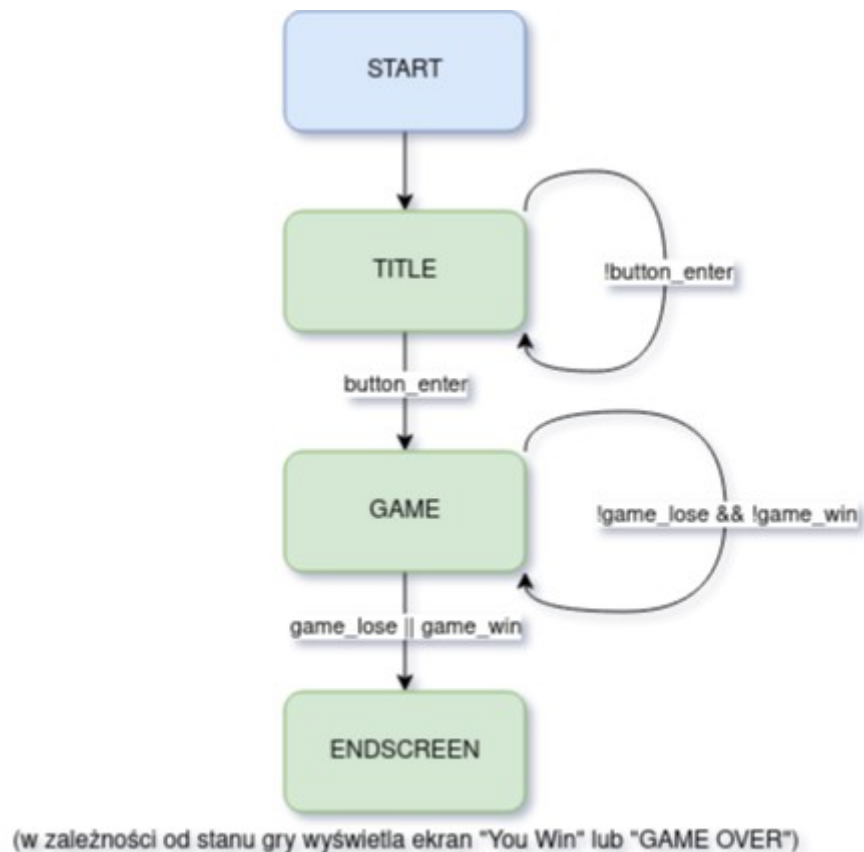 START
TITLE
!button_enter
button_enter
GAME
!game_lose && !game_win
game_lose || game_win
ENDSCREEN
(w zależności od stanu gry wyświetla ekran "You Win" lub "GAME OVER")